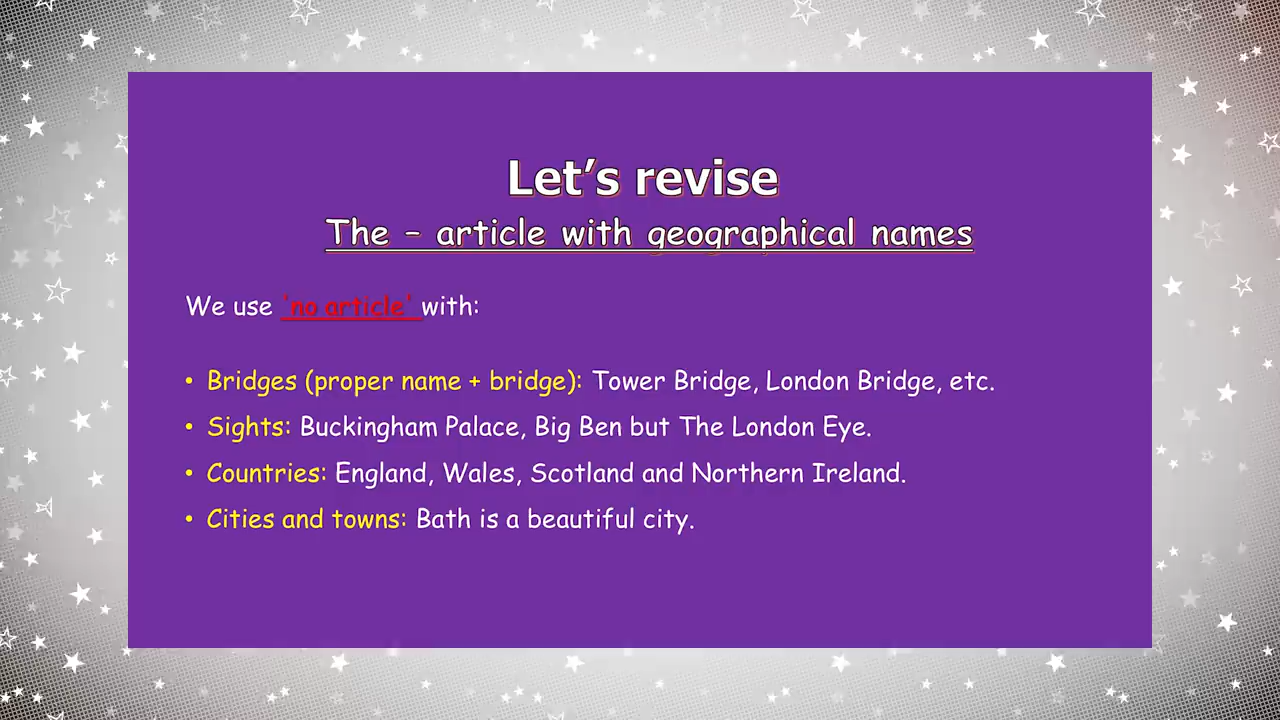 Let’s revise
The – article with geographical names
We use 'no article' with:
• Bridges (proper name + bridge): Tower Bridge, London Bridge, etc.
• Sights: Buckingham Palace, Big Ben but The London Eye.
• Countries: England, Wales, Scotland and Northern Ireland.
• Cities and towns: Bath is a beautiful city.